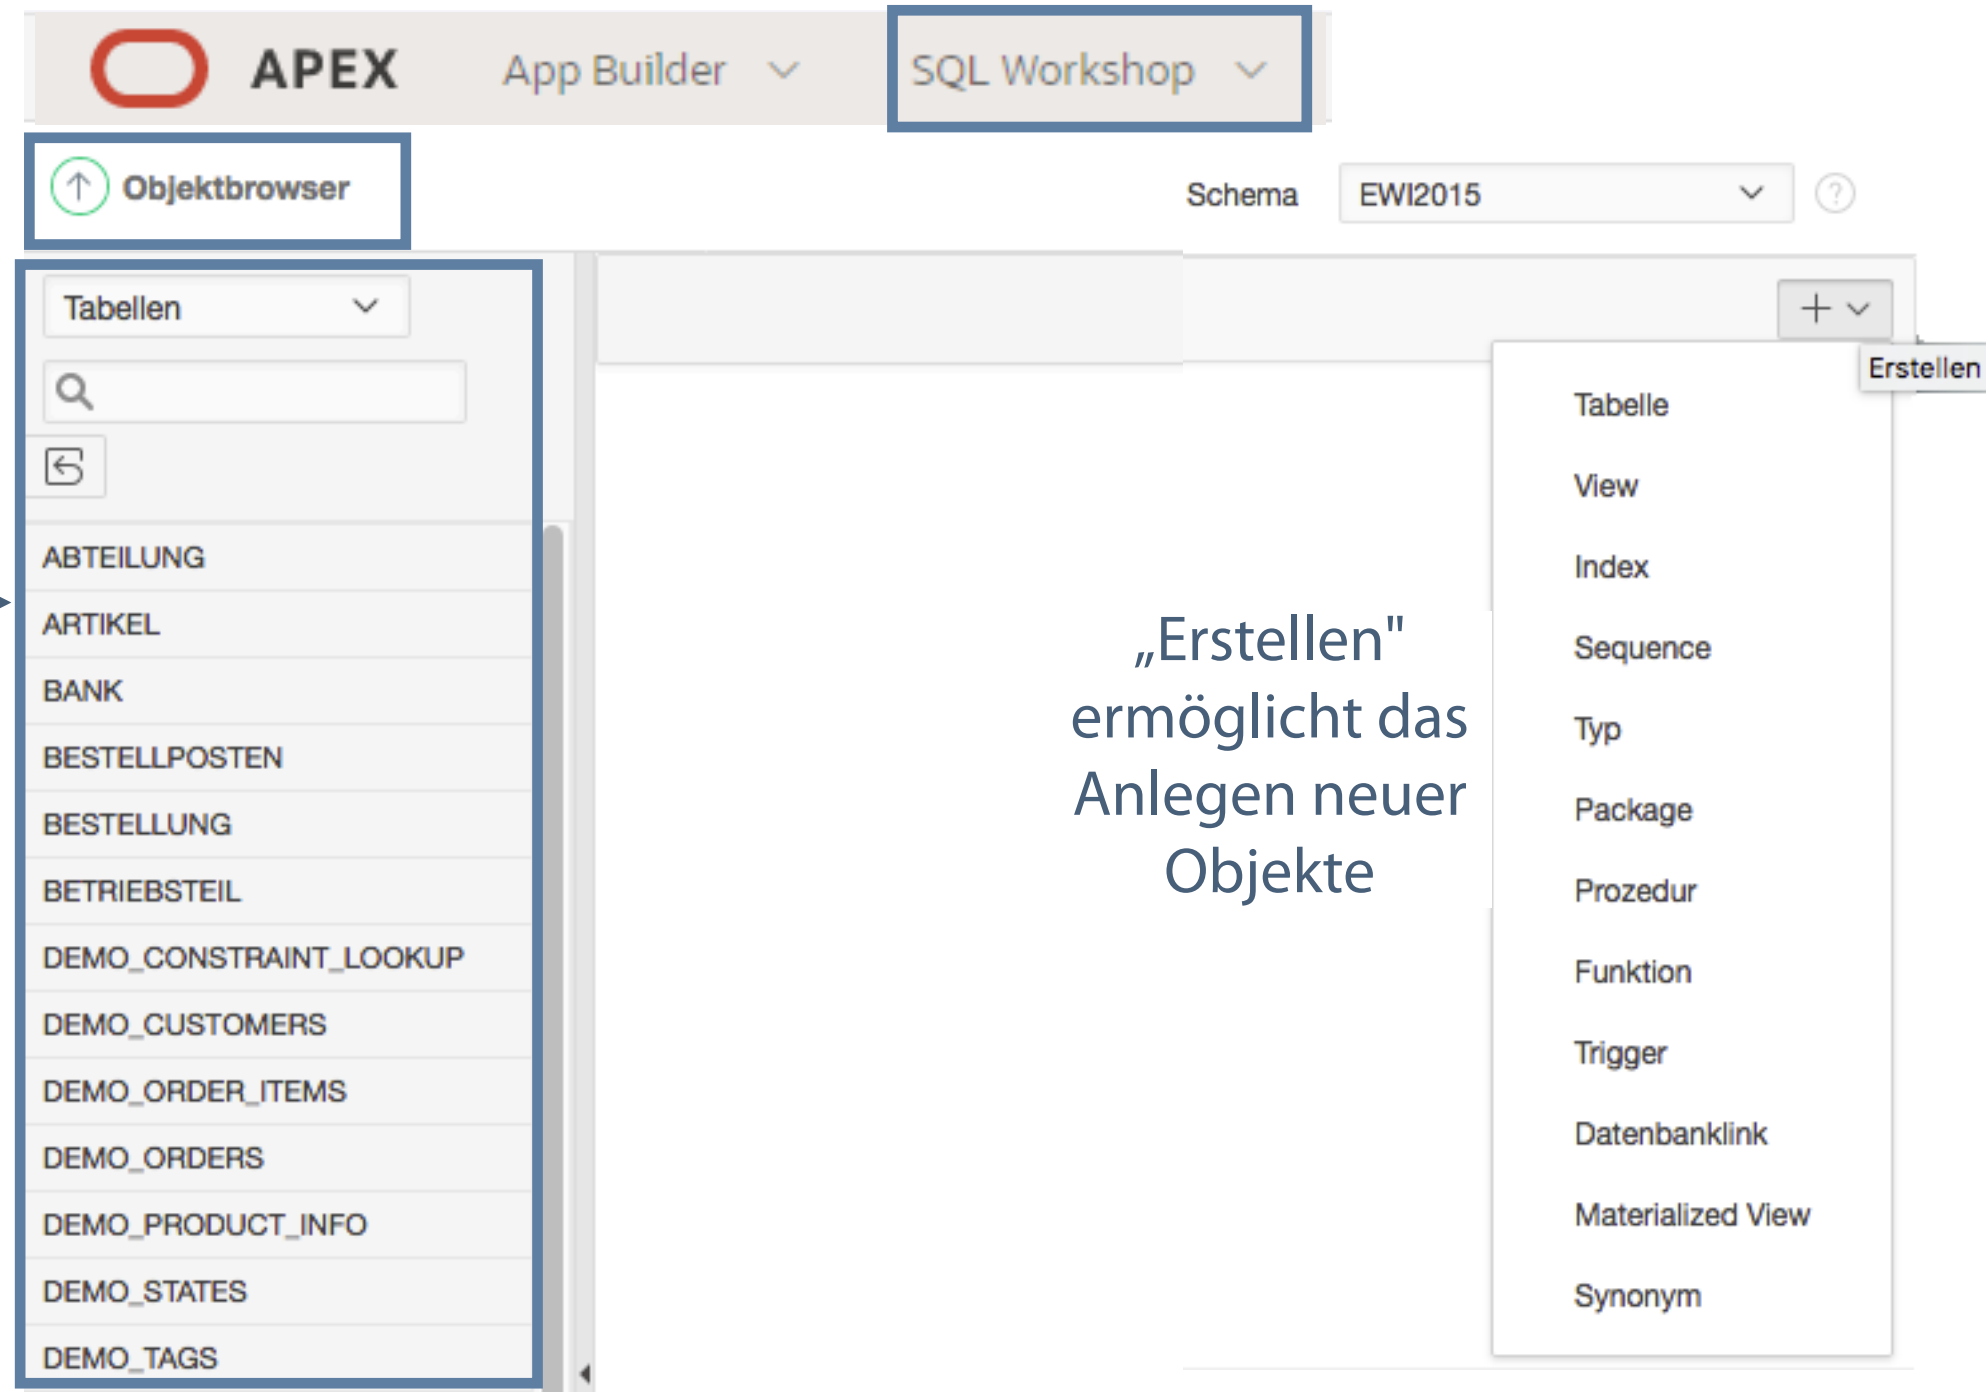 APEX App Builder SQL Workshop
Objektbrowser
Schema EWI2015 ?
Tabellen
Erstellen
ABTEILUNG
ARTIKEL
BANK
BESTELLPOSTEN
BESTELLUNG
BETRIEBSTEIL
DEMO_CONSTRAINT_LOOKUP
DEMO_CUSTOMERS
DEMO_ORDER_ITEMS
DEMO_ORDERS
DEMO_PRODUCT_INFO
DEMO_STATES
DEMO_TAGS
„Erstellen"
ermöglicht das
Anlegen neuer
Objekte
Tabelle
View
Index
Sequence
Typ
Package
Prozedur
Funktion
Trigger
Datenbanklink
Materialized View
Synonym